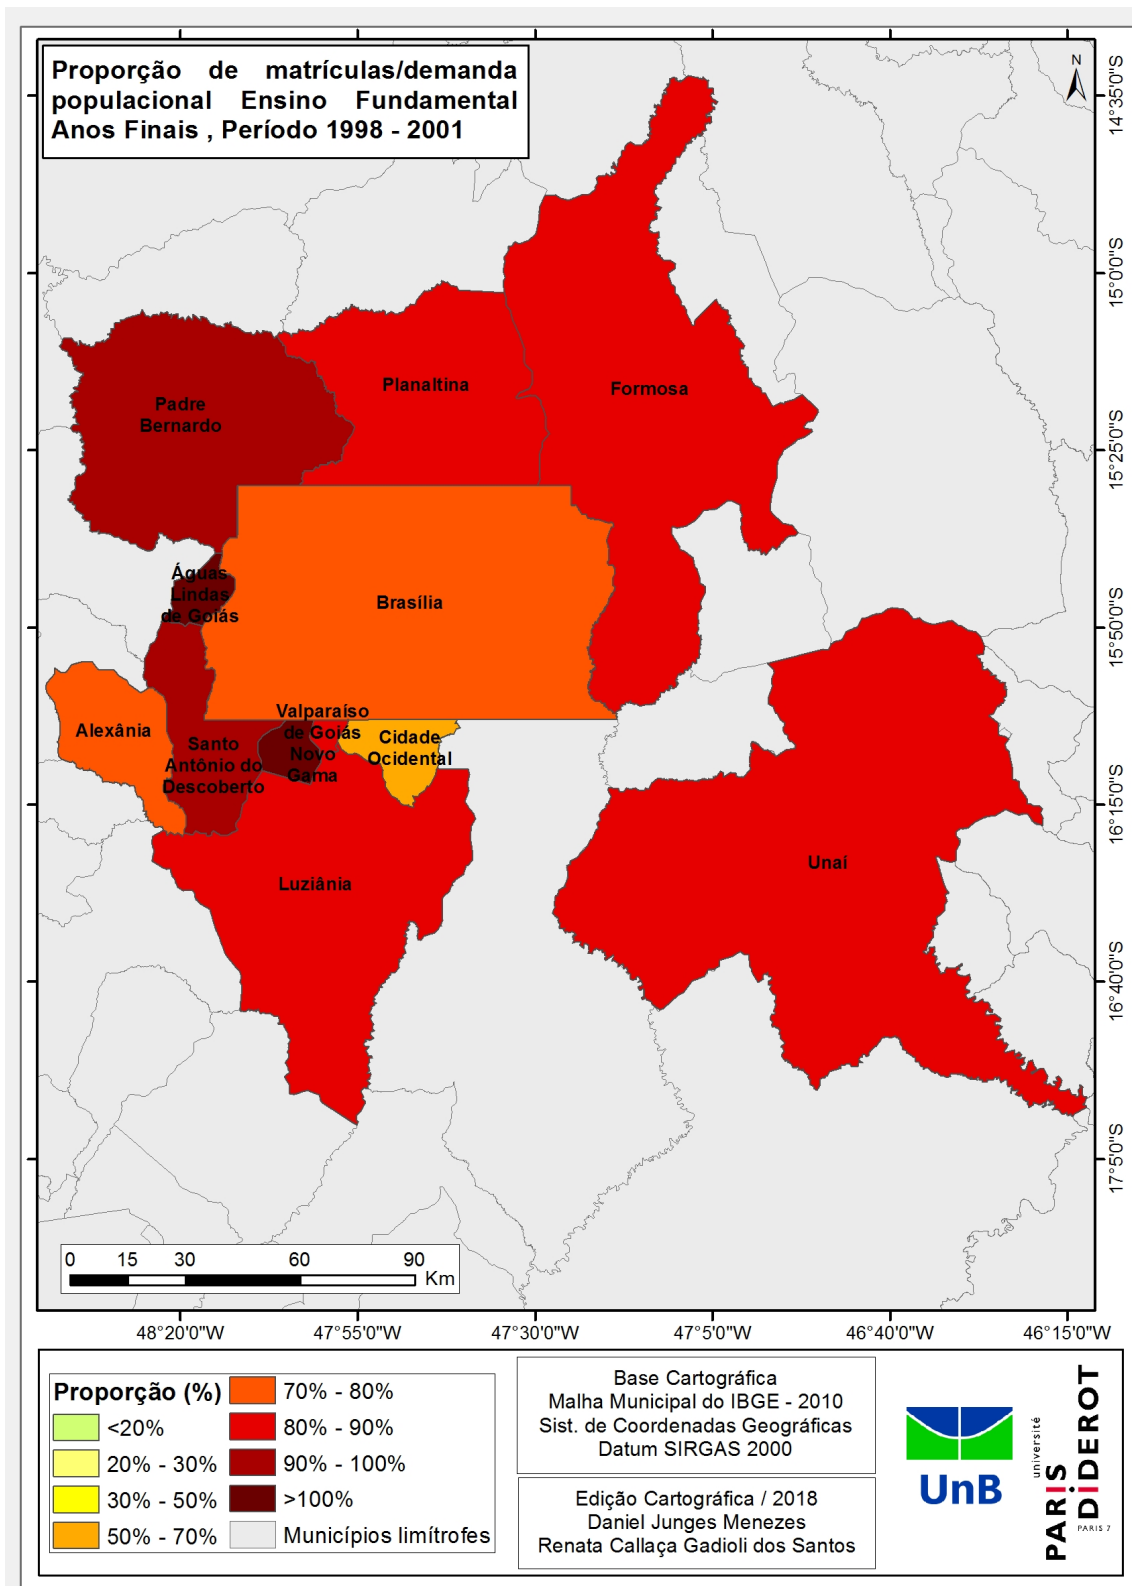 Proporção de matrículas/demanda
populacional Ensino Fundamental
Anos Finais , Período 1998 - 2001
N
14°35'0"S
15°0'0"S
15°25'0"S
15°50'0"S
16°15'0"S
16°40'0"S
17°5'0"S
Planaltina
Formosa
Padre
Bernardo
Águas
Lindas
de Goiás
Brasília
Alexânia
Santo
Antônio do
Descoberto
Valparaíso
de Goiás
Novo
Gama
Cidade
Ocidental
Luziânia
Unaí
0 15 30 60 90
Km
48°20'0"W 47°55'0"W 47°30'0"W 47°5'0"W 46°40'0"W 46°15'0"W
Proporção (%)
<20%
20% - 30%
30% - 50%
50% - 70%
70% - 80%
80% - 90%
90% - 100%
>100%
Municípios limítrofes
Base Cartográfica
Malha Municipal do IBGE - 2010
Sist. de Coordenadas Geográficas
Datum SIRGAS 2000
Edição Cartográfica / 2018
Daniel Junges Menezes
Renata Callaça Gadioli dos Santos
UnB
université
PARIS
DiDEROT
PARIS 7